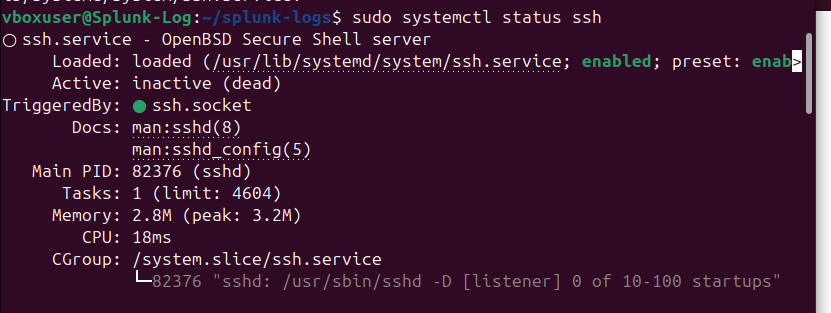 vboxuser@Splunk-Log:~/splunk-logs$ sudo systemctl status ssh
○ ssh.service - OpenBSD Secure Shell server
Loaded: loaded (/usr/lib/systemd/system/ssh.service; enabled; preset: enab>
Active: inactive (dead)
TriggeredBy: ● ssh.socket
Docs: man:sshd(8)
man:sshd_config(5)
Main PID: 82376 (sshd)
Tasks: 1 (limit: 4604)
Memory: 2.8M (peak: 3.2M)
CPU: 18ms
CGroup: /system.slice/ssh.service
└─82376 "sshd: /usr/sbin/sshd -D [listener] 0 of 10-100 startups"